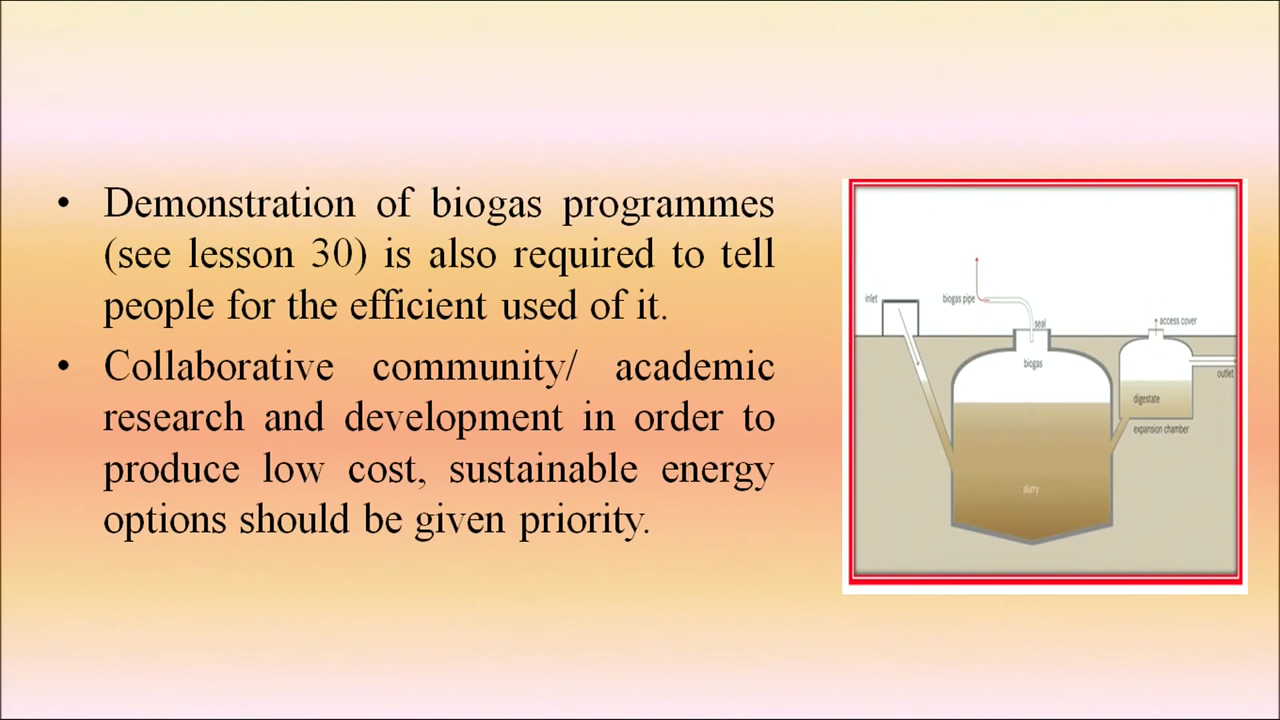 • Demonstration of biogas programmes
(see lesson 30) is also required to tell
people for the efficient used of it.
• Collaborative community/ academic
research and development in order to
produce low cost, sustainable energy
options should be given priority.
inlet
biogas pipe
seal
access cover
biogas
outlet
digestate
expansion chamber
slurry